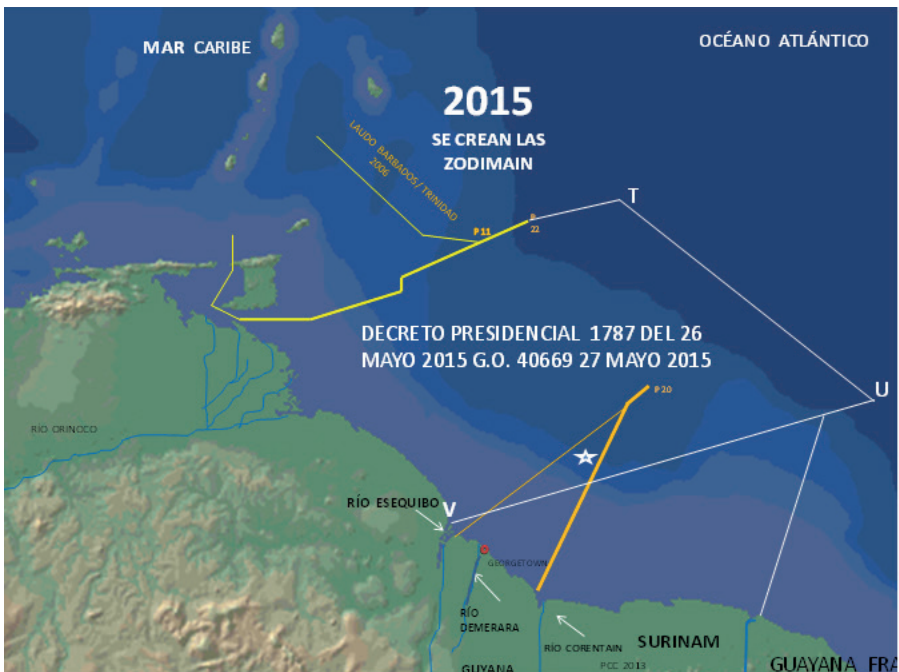 MAR CARIBE
OCÉANO ATLÁNTICO
2015
SE CREAN LAS
ZODIMAIN
LAUDO BARBADOS/TRINIDAD
2006
T
P11
P
22
DECRETO PRESIDENCIAL 1787 DEL 26
MAYO 2015 G.O. 40669 27 MAYO 2015
P20
U
RÍO ORINOCO
RÍO ESEQUIBO
V
GEORGETOWN
RÍO
DEMERARA
RÍO CORENTAIN
SURINAM
GUYANA
PCC 2013
GUAYANA FRA